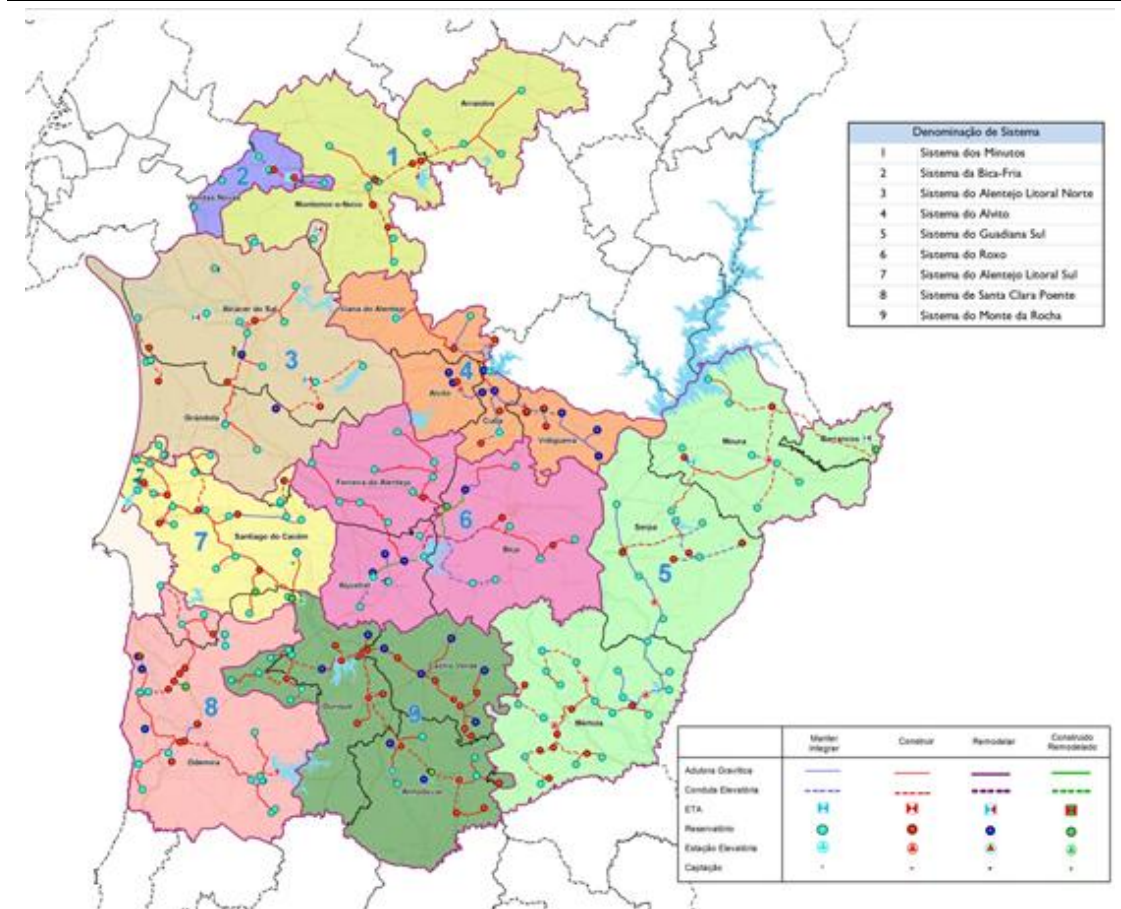 Arraiolos
1
2
Vendas Novas
Montemor-o-Novo
Denominação de Sistema
1 Sistema dos Minutos
2 Sistema da Bica-Fria
3 Sistema do Alentejo Litoral Norte
4 Sistema do Alvito
5 Sistema do Guadiana Sul
6 Sistema do Roxo
7 Sistema do Alentejo Litoral Sul
8 Sistema de Santa Clara Poente
9 Sistema do Monte da Rocha
Alcácer do Sal
Viana do Alentejo
3
4
Alvito
Cuba
Vidigueira
Grândola
Moura
Barrancos
7
Ferreira do Alentejo
6
Beja
Serpa
5
7
Santiago do Cacém
Aljustrel
Castro Verde
Ourique
8
9
Mértola
Odemira
Almodôvar
Manter Integrar
Construir
Remodelar
Construido Remodelado
Adutora Gravítica
Conduta Elevatória
ETA
Reservatório
Estação Elevatória
Captação